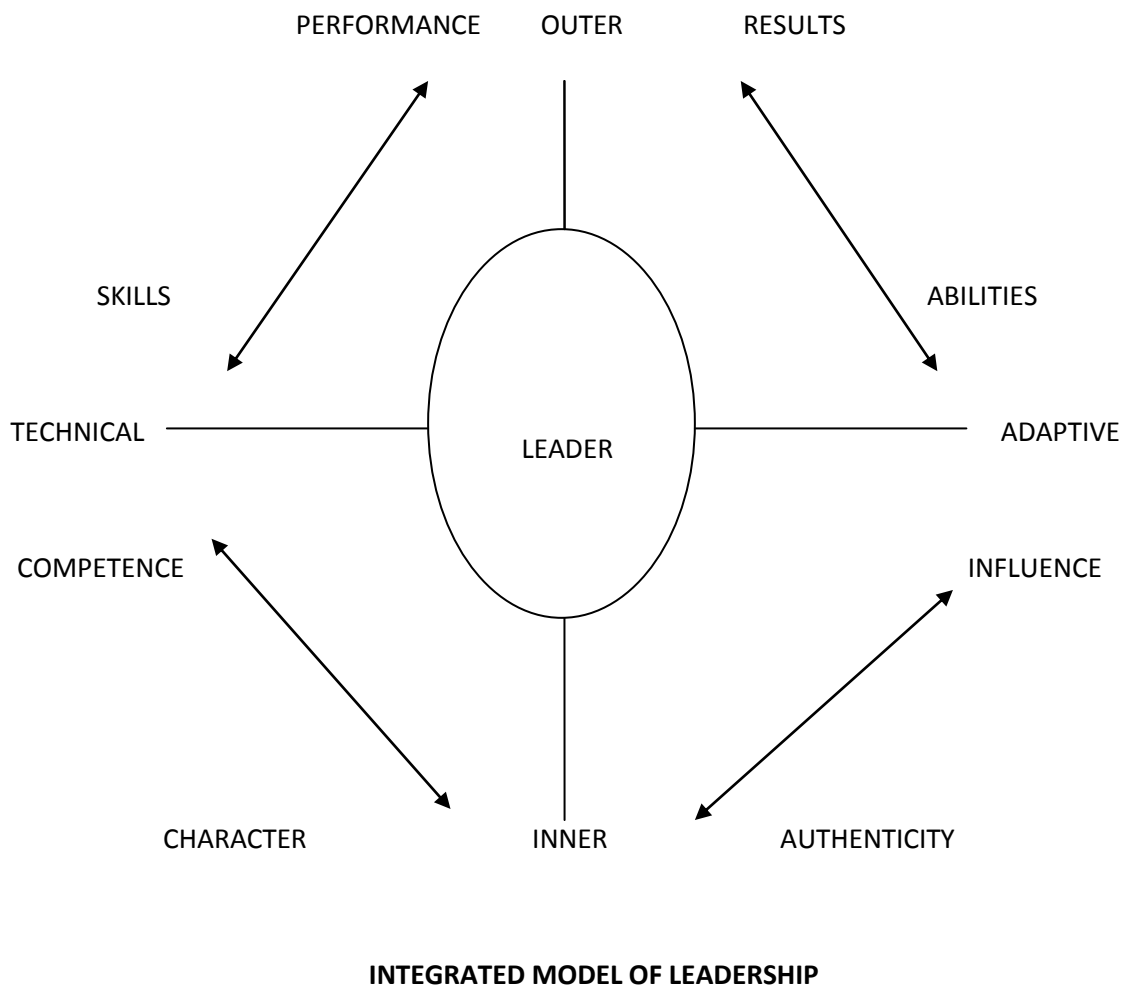 PERFORMANCE OUTER RESULTS
SKILLS ABILITIES
TECHNICAL ADAPTIVE
LEADER
COMPETENCE INFLUENCE
CHARACTER INNER AUTHENTICITY
INTEGRATED MODEL OF LEADERSHIP